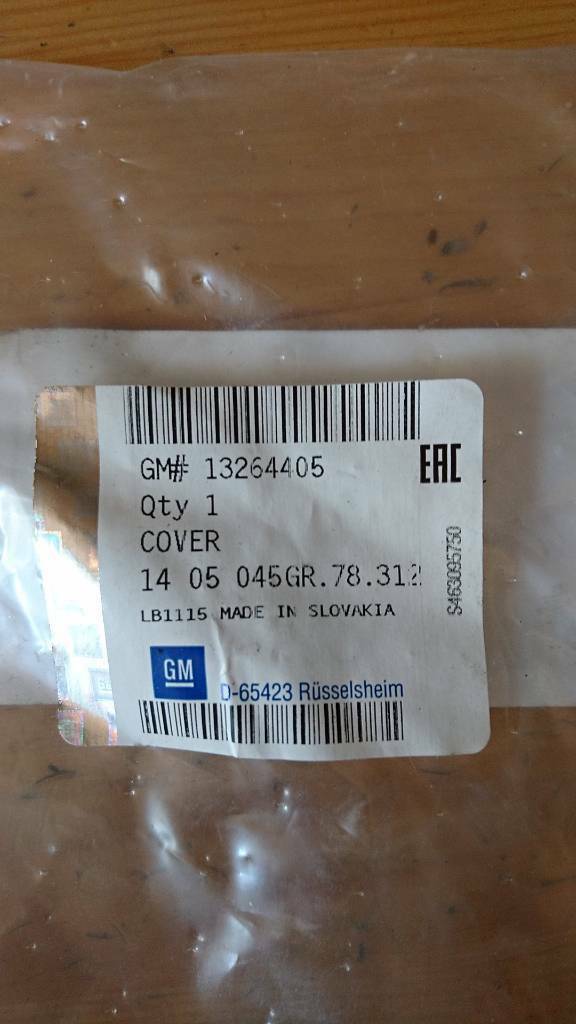 GM# 13264405
EAC
Qty 1
COVER
14 05 045GR.78.312
LB1115 MADE IN SLOVAKIA
S463095750
GM
D-65423 Rüsselsheim